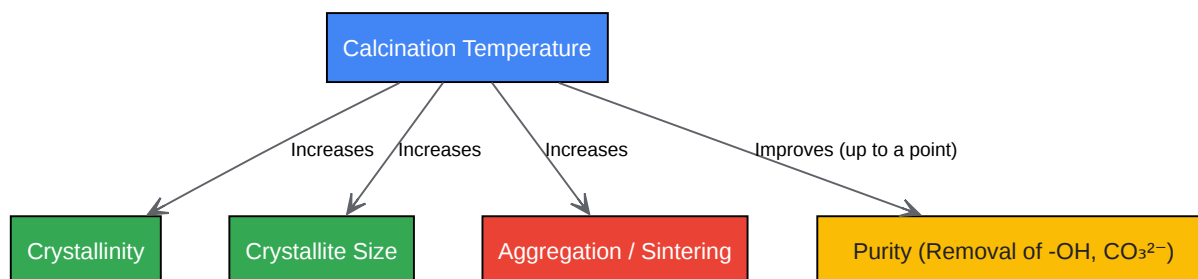 Calcination Temperature
Increases
Increases
Increases
Improves (up to a point)
Crystallinity
Crystallite Size
Aggregation / Sintering
Purity (Removal of -OH, CO₃²⁻)